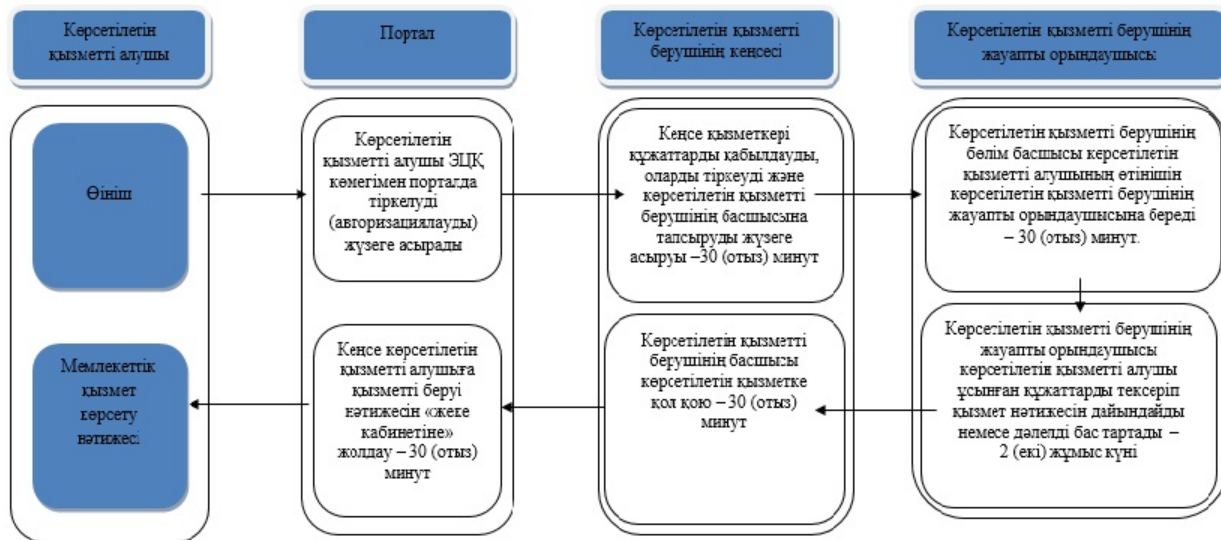 Көрсетілетін
қызметті алушы
Портал
Көрсетілетін қызметті
берушінің кеңсесі
Көрсетілетін қызметті берушінің
жауапты орындаушысы
Өініш
Көрсетілетін
қызметті алушы ЭЦҚ
көмегімен порталда
тіркелуді
(авторизациялауды)
жүзеге асырады
Кеңсе қызметкері
құжаттарды қабылдауды,
оларды тіркеуді және
көрсетілетін қызметті
берушінің басшысына
тапсыруды жүзеге
асыруы –30 (отыз) минут
Көрсетілетін қызметті берушінің
бөлім басшысы керсетілетін
қызметті алушының өтінішін
көрсетілетін қызметті берушінің
жауапты орындаушысына береді
– 30 (отыз) минут.
Мемлекеттік
қызмет
көрсету
нәтижесі
Кеңсе көрсетілетін
қызметті алушыға
қызметті беруі
нәтижесін «жеке
кабинетіне»
жолдау – 30 (отыз)
минут
Көрсетілетін қызметті
берушінің басшысы
көрсетілетін қызметке
қол қою – 30 (отыз)
минут
Көрсетілетін қызметті берушінің
жауапты орындаушысы
көрсетілетін қызметті алушы
ұсынған құжаттарды тексеріп
қызмет нәтижесін дайындайды
немесе дәлелді бас тартады –
2 (екі) жұмыс күні